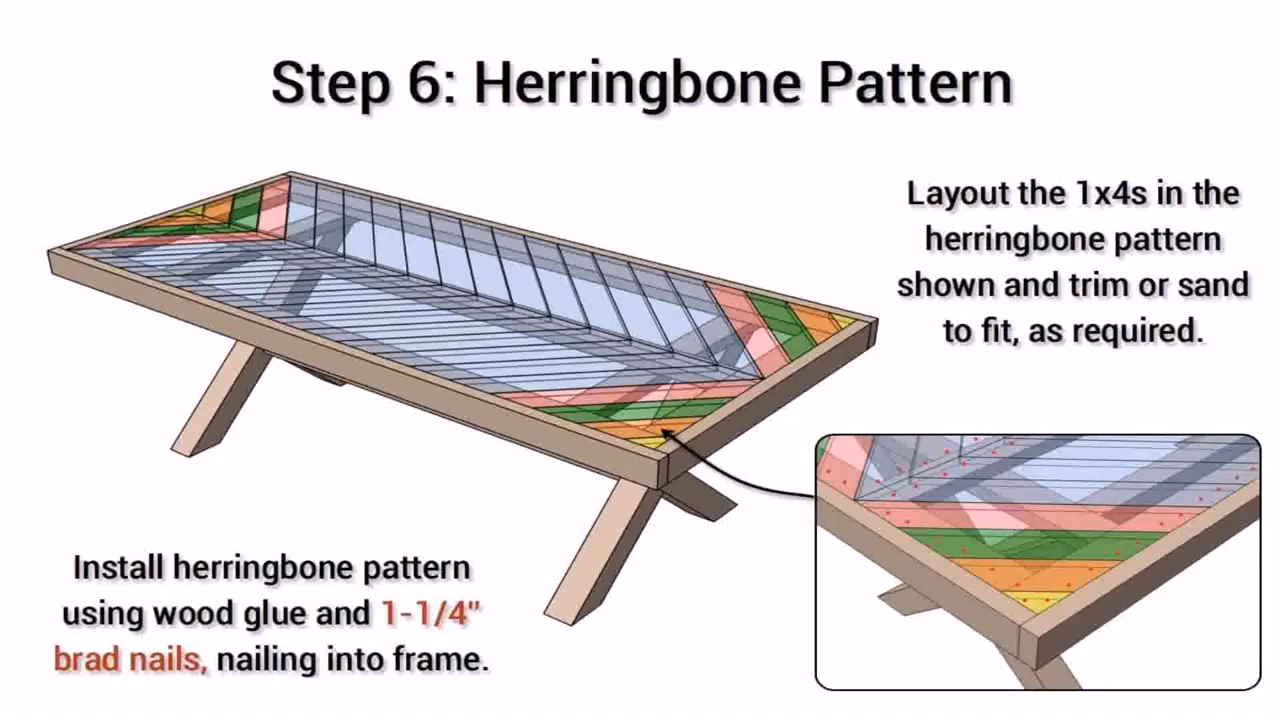 Step 6: Herringbone Pattern
Layout the 1x4s in the
herringbone pattern
shown and trim or sand
to fit, as required.
Install herringbone pattern
using wood glue and 1-1/4"
brad nails, nailing into frame.